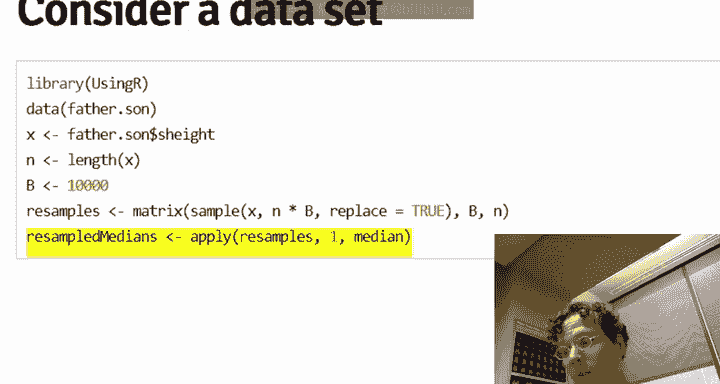 Consider a data set
library(UsingR)
data(father.son)
x <- father.son$sheight
n <- length(x)
B <- 10000
resamples <- matrix(sample(x, n * B, replace = TRUE), B, n)
resampledMedians <- apply(resamples, 1, median)